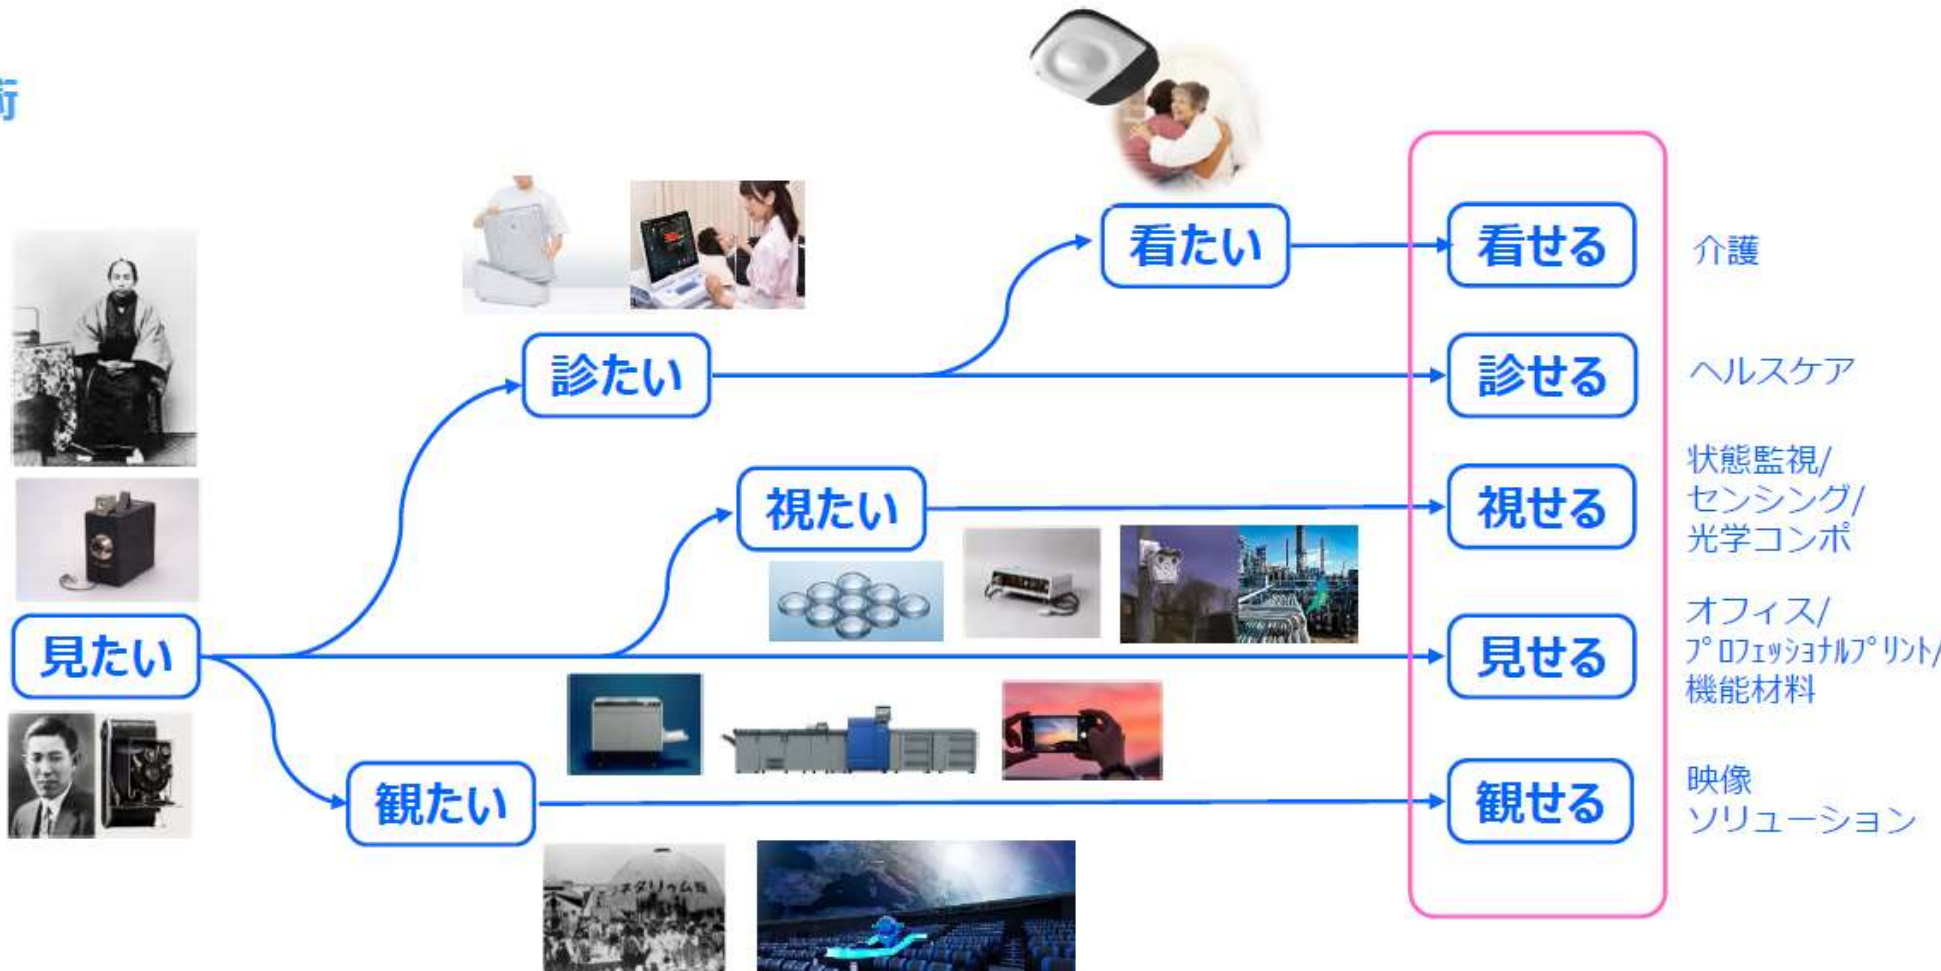 術
看たい
看せる
介護
診たい
診せる
ヘルスケア
視たい
視せる
状態監視/
センシング/
光学コンポ
見たい
見せる
オフィス/
ﾌﾟﾛﾌｪｯｼｮﾅﾙﾌﾟﾘﾝﾄ/
機能材料
観たい
観せる
映像
ソリューション